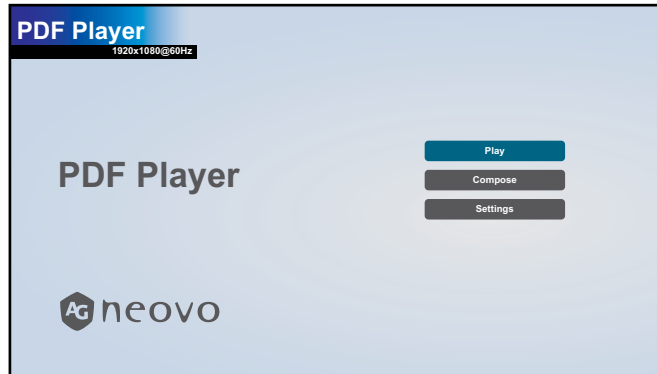 PDF Player
1920x1080@60Hz
PDF Player
Play
Compose
Settings
AG neovo